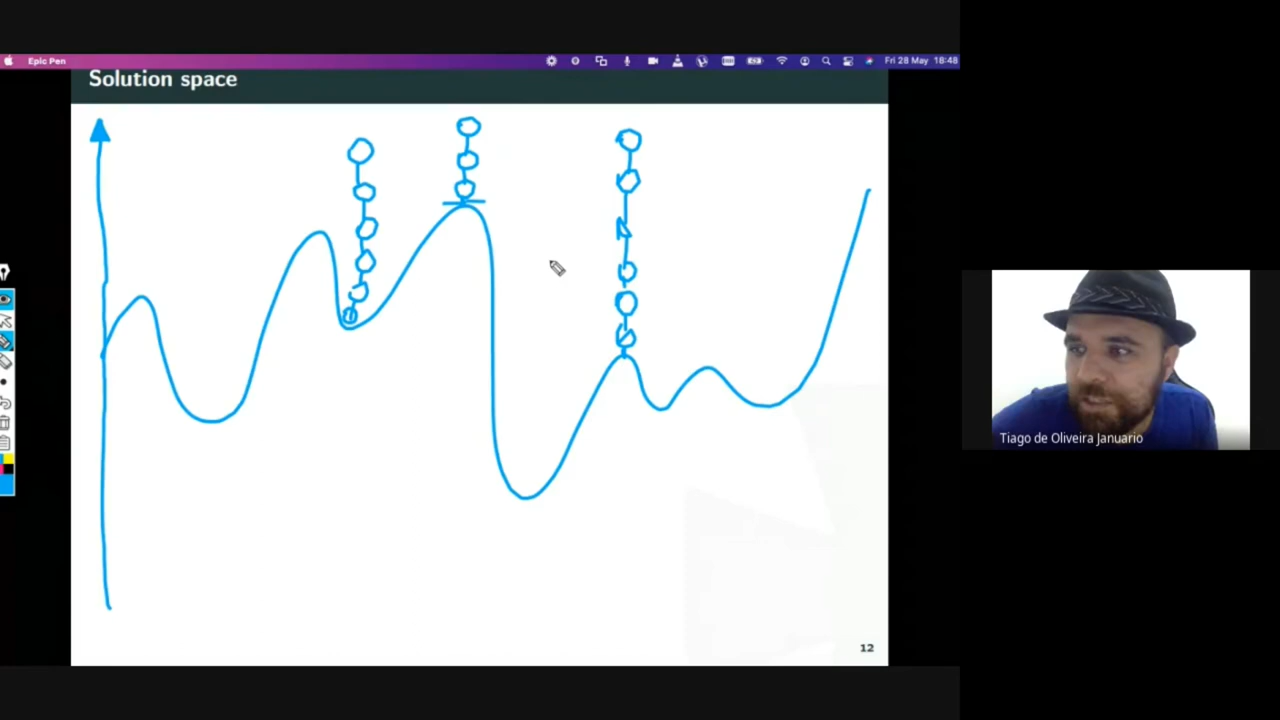 Epic Pen
Fri 28 May 18:48
Solution space
Tiago de Oliveira Januario
12